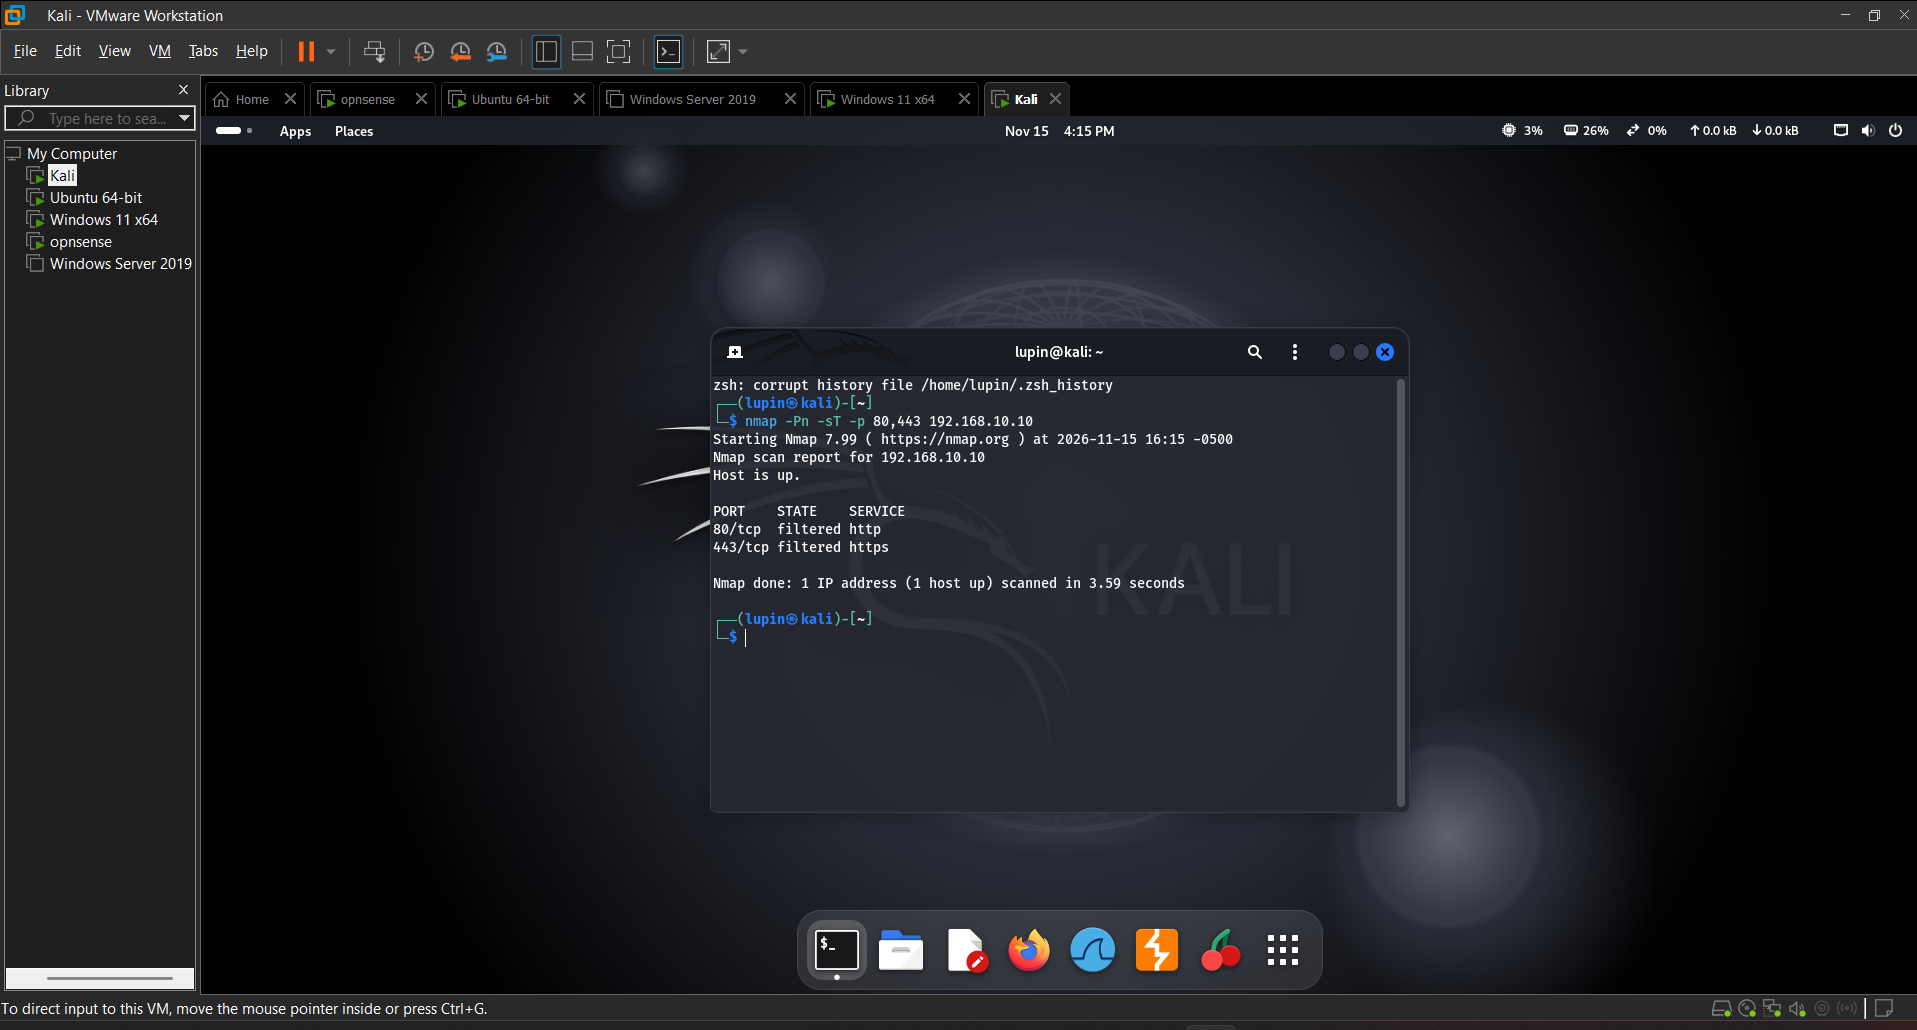 Kali - VMware Workstation
File Edit View VM Tabs Help
Library
Type here to sea...
My Computer
Kali
Ubuntu 64-bit
Windows 11 x64
opnsense
Windows Server 2019
Home opnsense Ubuntu 64-bit Windows Server 2019 Windows 11 x64 Kali
Apps Places Nov 15 4:15 PM 3% 26% 0% 0.0 kB 0.0 kB
lupin@kali: ~
zsh: corrupt history file /home/lupin/.zsh_history
┌──(lupin㉿kali)-[~]
└─$ nmap -Pn -sT -p 80,443 192.168.10.10
Starting Nmap 7.99 ( https://nmap.org ) at 2026-11-15 16:15 -0500
Nmap scan report for 192.168.10.10
Host is up.
PORT    STATE    SERVICE
80/tcp  filtered http
443/tcp filtered https
Nmap done: 1 IP address (1 host up) scanned in 3.59 seconds
┌──(lupin㉿kali)-[~]
└─$
KALI
$_
To direct input to this VM, move the mouse pointer inside or press Ctrl+G.